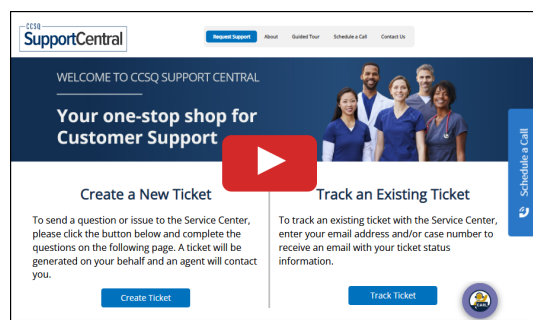 CCSQ
SupportCentral
Request Support About Guided Tour Schedule a Call Contact Us
WELCOME TO CCSQ SUPPORT CENTRAL
Your one-stop shop for
Customer Support
Schedule a Call
Create a New Ticket
To send a question or issue to the Service Center,
please click the button below and complete the
questions on the following page. A ticket will be
generated on your behalf and an agent will contact
you.
Create Ticket
Track an Existing Ticket
To track an existing ticket with the Service Center,
enter your email address and/or case number to
receive an email with your ticket status
information.
Track Ticket